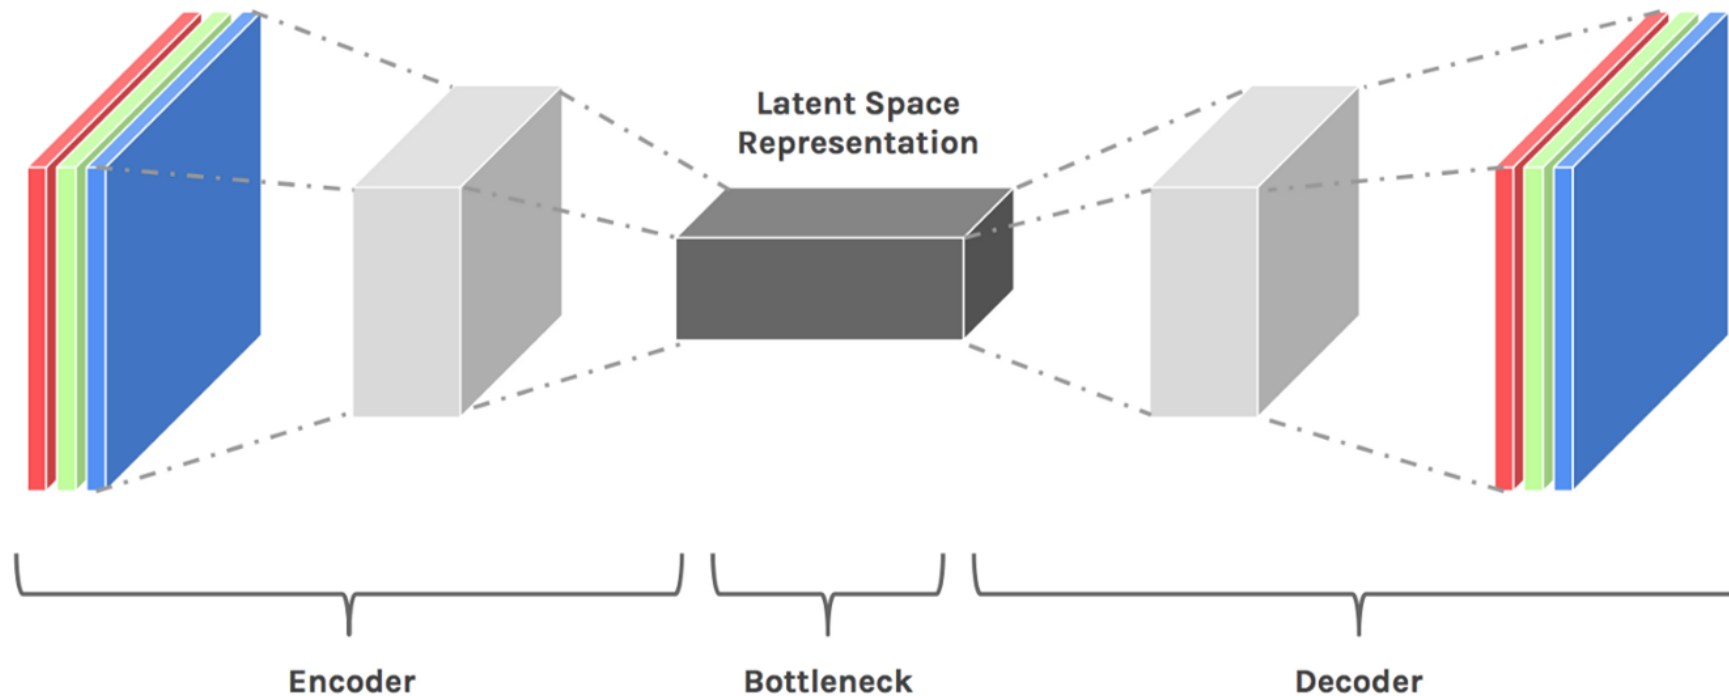 Latent Space
Representation
Encoder
Bottleneck
Decoder